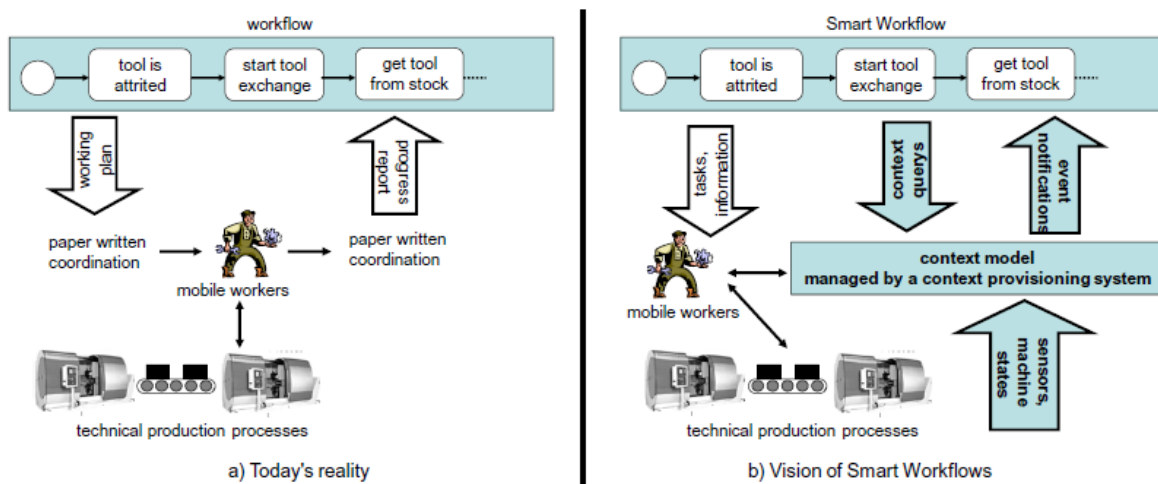 workflow
tool is
attrited
start tool
exchange
get tool
from stock
working
plan
progress
report
paper written
coordination
mobile workers
paper written
coordination
technical production processes
a) Today's reality
Smart Workflow
tool is
attrited
start tool
exchange
get tool
from stock
tasks,
information
context
querys
event
notifications
context model
managed by a context provisioning system
mobile workers
sensors,
machine
states
technical production processes
b) Vision of Smart Workflows